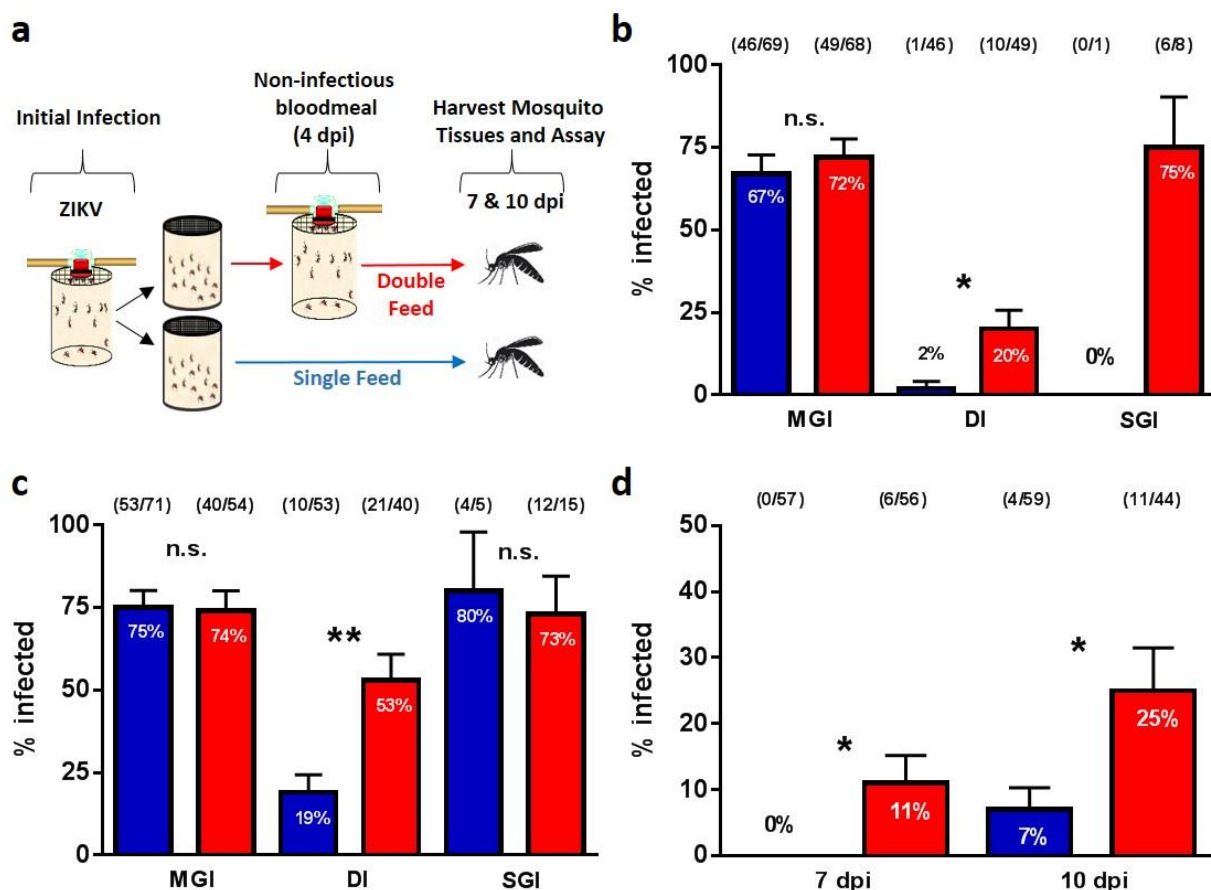 a
Initial Infection
Non-infectious
bloodmeal
(4 dpi)
Harvest Mosquito
Tissues and Assay
ZIKV
7 & 10 dpi
Double
Feed
Single Feed
b
(46/69) (49/68) (1/46) (10/49) (0/1) (6/8)
% infected
100
75
50
25
0
n.s.
*
67%
72%
2%
20%
0%
75%
MGI DI SGI
c
(53/71) (40/54) (10/53) (21/40) (4/5) (12/15)
% infected
100
75
50
25
0
n.s.
**
n.s.
75%
74%
19%
53%
80%
73%
MGI DI SGI
d
(0/57) (6/56) (4/59) (11/44)
% infected
50
40
30
20
10
0
*
*
0%
11%
7%
25%
7 dpi 10 dpi